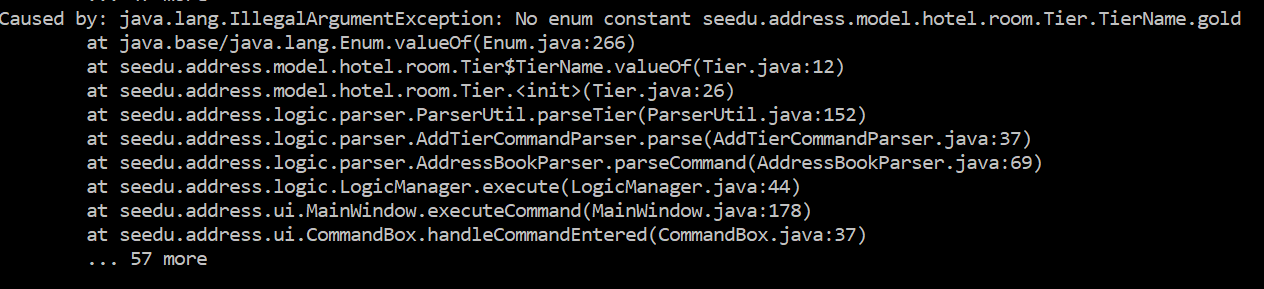 Caused by: java.lang.IllegalArgumentException: No enum constant seedu.address.model.hotel.room.Tier.TierName.gold
at java.base/java.lang.Enum.valueOf(Enum.java:266)
at seedu.address.model.hotel.room.Tier$TierName.valueOf(Tier.java:12)
at seedu.address.model.hotel.room.Tier.<init>(Tier.java:26)
at seedu.address.logic.parser.ParserUtil.parseTier(ParserUtil.java:152)
at seedu.address.logic.parser.AddTierCommandParser.parse(AddTierCommandParser.java:37)
at seedu.address.logic.parser.AddressBookParser.parseCommand(AddressBookParser.java:69)
at seedu.address.logic.LogicManager.execute(LogicManager.java:44)
at seedu.address.ui.MainWindow.executeCommand(MainWindow.java:178)
at seedu.address.ui.CommandBox.handleCommandEntered(CommandBox.java:37)
... 57 more